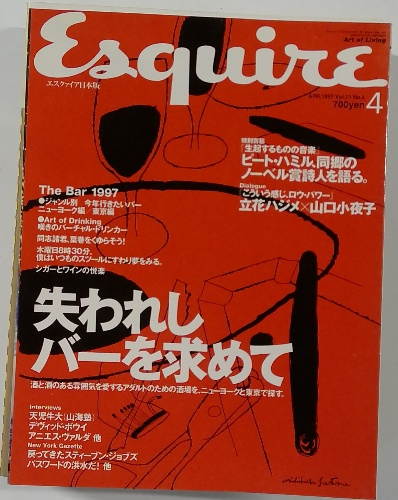 Art of Living
Esquire
エスクァイア日本版
APR.1997 Vol.11 No.4
700yen 4
特別寄稿
「生起するものの音楽」
ピート・ハミル、同郷の
ノーベル賞詩人を語る。
Dialogue
「こういう感じ、ロウ・パワー」
立花ハジメ×山口小夜子
The Bar 1997
●ジャンル別 今年行きたいバー
ニューヨーク編 東京編
●Art of Drinking
嘆きのバーチャル・ドリンカー
同志諸君、葉巻をくゆらそう!
木曜日8時30分、
僕はいつものスツールにすわり夢をみる。
シガーとワインの悦楽
失われし
バーを求めて
酒と酒のある雰囲気を愛するアダルトのための酒場を、ニューヨークと東京で探す。
Interviews
天児牛大[山海塾]
デヴィッド・ボウイ
アニエス・ヴァルダ 他
New York Gazette
戻ってきたスティーブン・ジョブズ
パスワードの洪水だ! 他